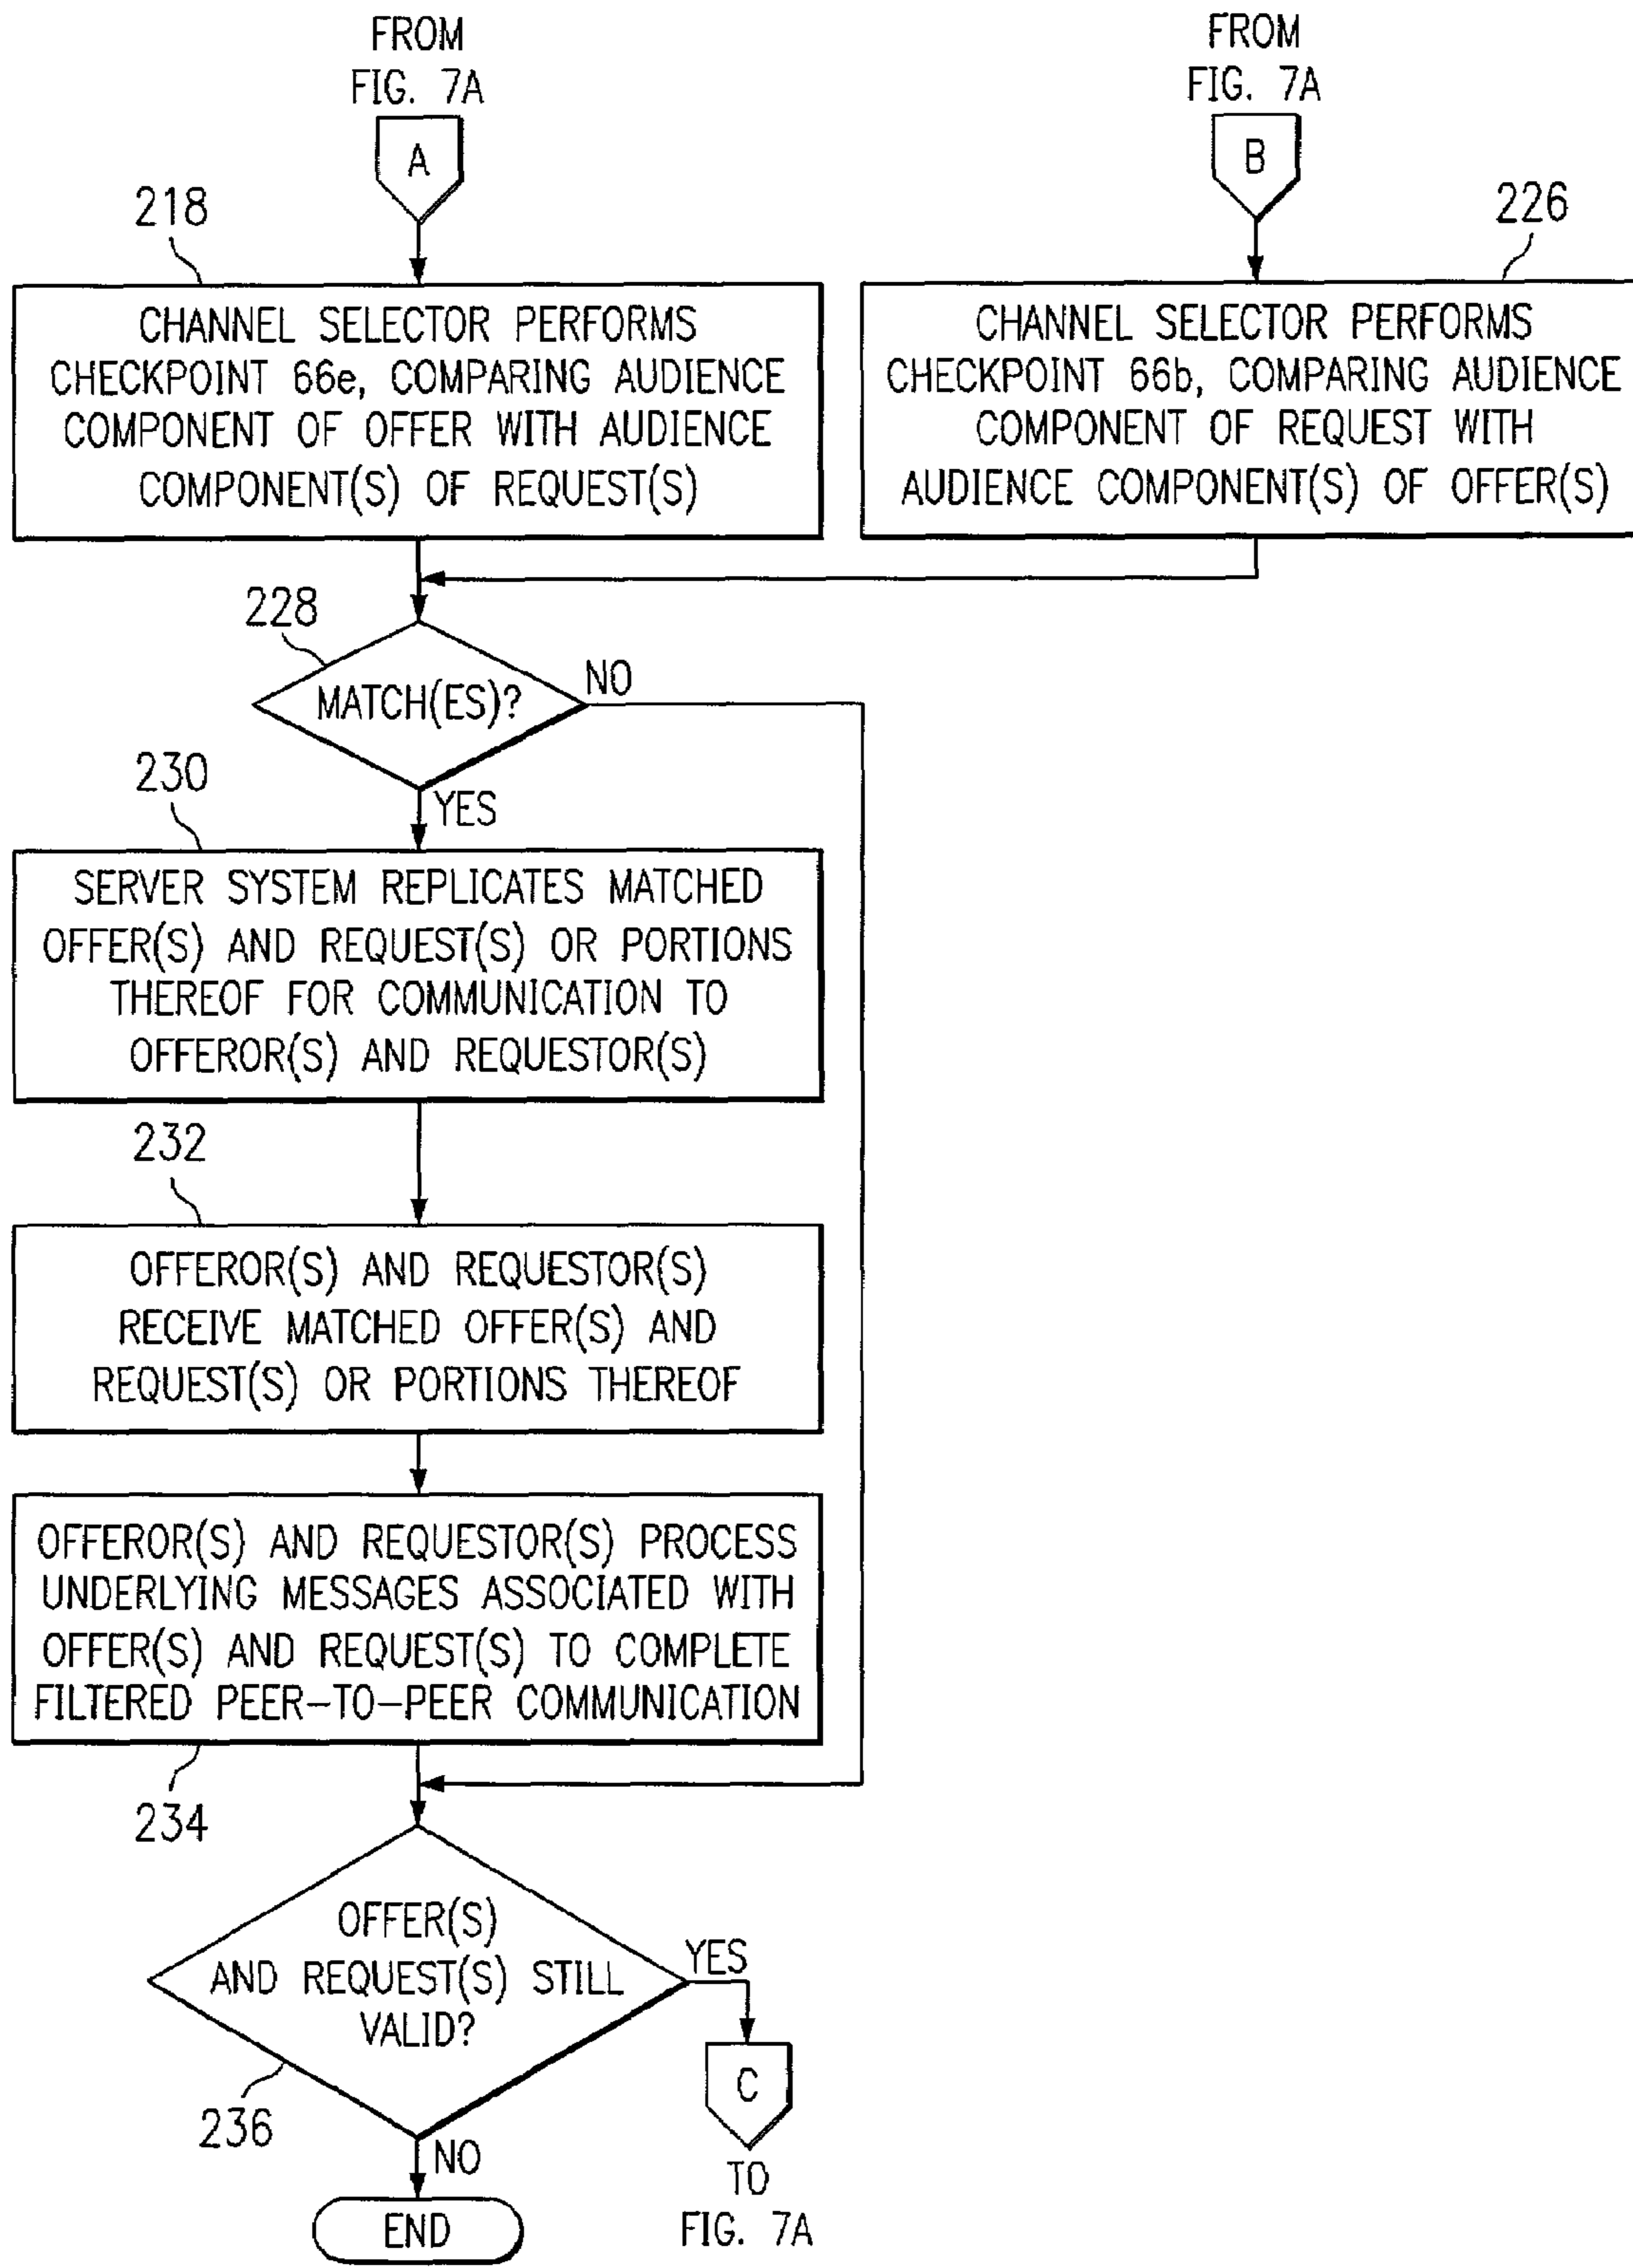 FROM
FIG. 7A
A
FROM
FIG. 7A
B
218
CHANNEL SELECTOR PERFORMS
CHECKPOINT 66e, COMPARING AUDIENCE
COMPONENT OF OFFER WITH AUDIENCE
COMPONENT(S) OF REQUEST(S)
226
CHANNEL SELECTOR PERFORMS
CHECKPOINT 66b, COMPARING AUDIENCE
COMPONENT OF REQUEST WITH
AUDIENCE COMPONENT(S) OF OFFER(S)
228
MATCH(ES)?
NO
YES
230
SERVER SYSTEM REPLICATES MATCHED
OFFER(S) AND REQUEST(S) OR PORTIONS
THEREOF FOR COMMUNICATION TO
OFFEROR(S) AND REQUESTOR(S)
232
OFFEROR(S) AND REQUESTOR(S)
RECEIVE MATCHED OFFER(S) AND
REQUEST(S) OR PORTIONS THEREOF
OFFEROR(S) AND REQUESTOR(S) PROCESS
UNDERLYING MESSAGES ASSOCIATED WITH
OFFER(S) AND REQUEST(S) TO COMPLETE
FILTERED PEER-TO-PEER COMMUNICATION
234
OFFER(S)
AND REQUEST(S) STILL
VALID?
YES
236
C
NO
TO
FIG. 7A
END